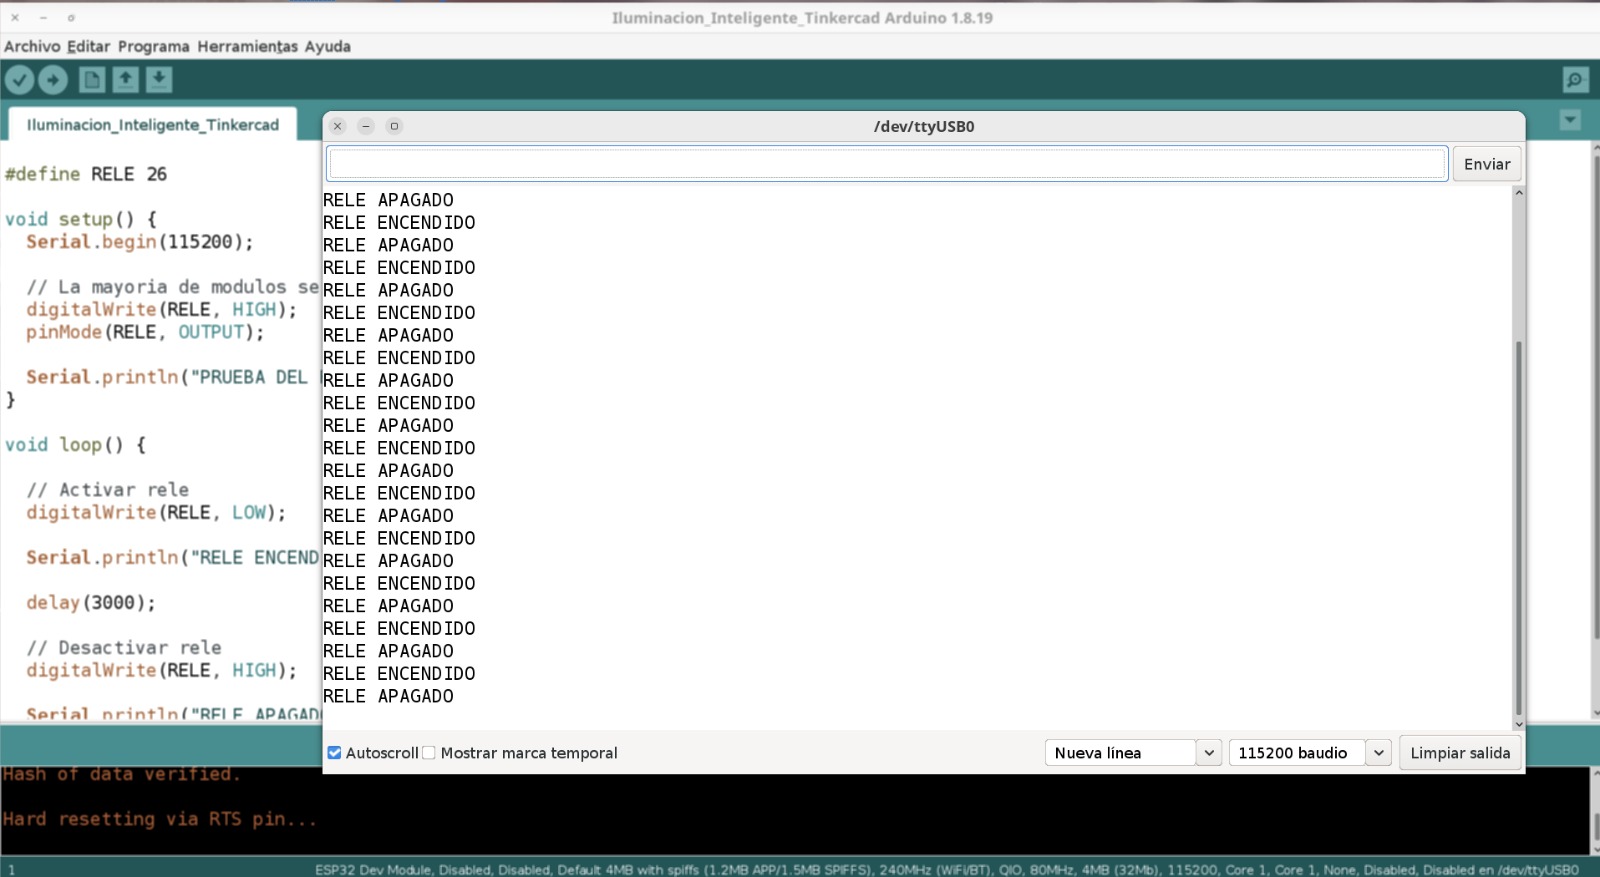 Iluminacion_Inteligente_Tinkercad Arduino 1.8.19
Archivo Editar Programa Herramientas Ayuda
Iluminacion_Inteligente_Tinkercad
#define RELE 26
void setup() {
Serial.begin(115200);
// La mayoria de modulos se
digitalWrite(RELE, HIGH);
pinMode(RELE, OUTPUT);
Serial.println("PRUEBA DEL
}
void loop() {
// Activar rele
digitalWrite(RELE, LOW);
Serial.println("RELE ENCEND
delay(3000);
// Desactivar rele
digitalWrite(RELE, HIGH);
Serial.println("RELE APAGADO
/dev/ttyUSB0
Enviar
RELE APAGADO
RELE ENCENDIDO
RELE APAGADO
RELE ENCENDIDO
RELE APAGADO
RELE ENCENDIDO
RELE APAGADO
RELE ENCENDIDO
RELE APAGADO
RELE ENCENDIDO
RELE APAGADO
RELE ENCENDIDO
RELE APAGADO
RELE ENCENDIDO
RELE APAGADO
RELE ENCENDIDO
RELE APAGADO
RELE ENCENDIDO
RELE APAGADO
RELE ENCENDIDO
RELE APAGADO
RELE ENCENDIDO
RELE APAGADO
Autoscroll Mostrar marca temporal
Nueva línea
115200 baudio
Limpiar salida
Hash of data verified.
Hard resetting via RTS pin...
1
ESP32 Dev Module, Disabled, Disabled, Default 4MB with spiffs (1.2MB APP/1.5MB SPIFFS), 240MHz (WiFi/BT), QIO, 80MHz, 4MB (32Mb), 115200, Core 1, Core 1, None, Disabled, Disabled en /dev/ttyUSB0